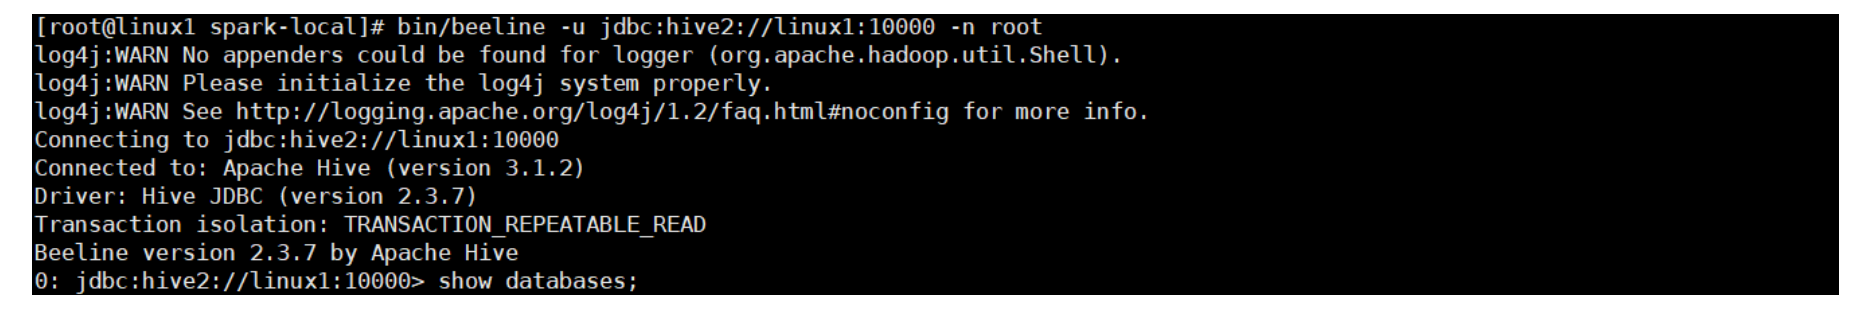 [root@linux1 spark-local]# bin/beeline -u jdbc:hive2://linux1:10000 -n root
log4j:WARN No appenders could be found for logger (org.apache.hadoop.util.Shell).
log4j:WARN Please initialize the log4j system properly.
log4j:WARN See http://logging.apache.org/log4j/1.2/faq.html#noconfig for more info.
Connecting to jdbc:hive2://linux1:10000
Connected to: Apache Hive (version 3.1.2)
Driver: Hive JDBC (version 2.3.7)
Transaction isolation: TRANSACTION_REPEATABLE_READ
Beeline version 2.3.7 by Apache Hive
0: jdbc:hive2://linux1:10000> show databases;